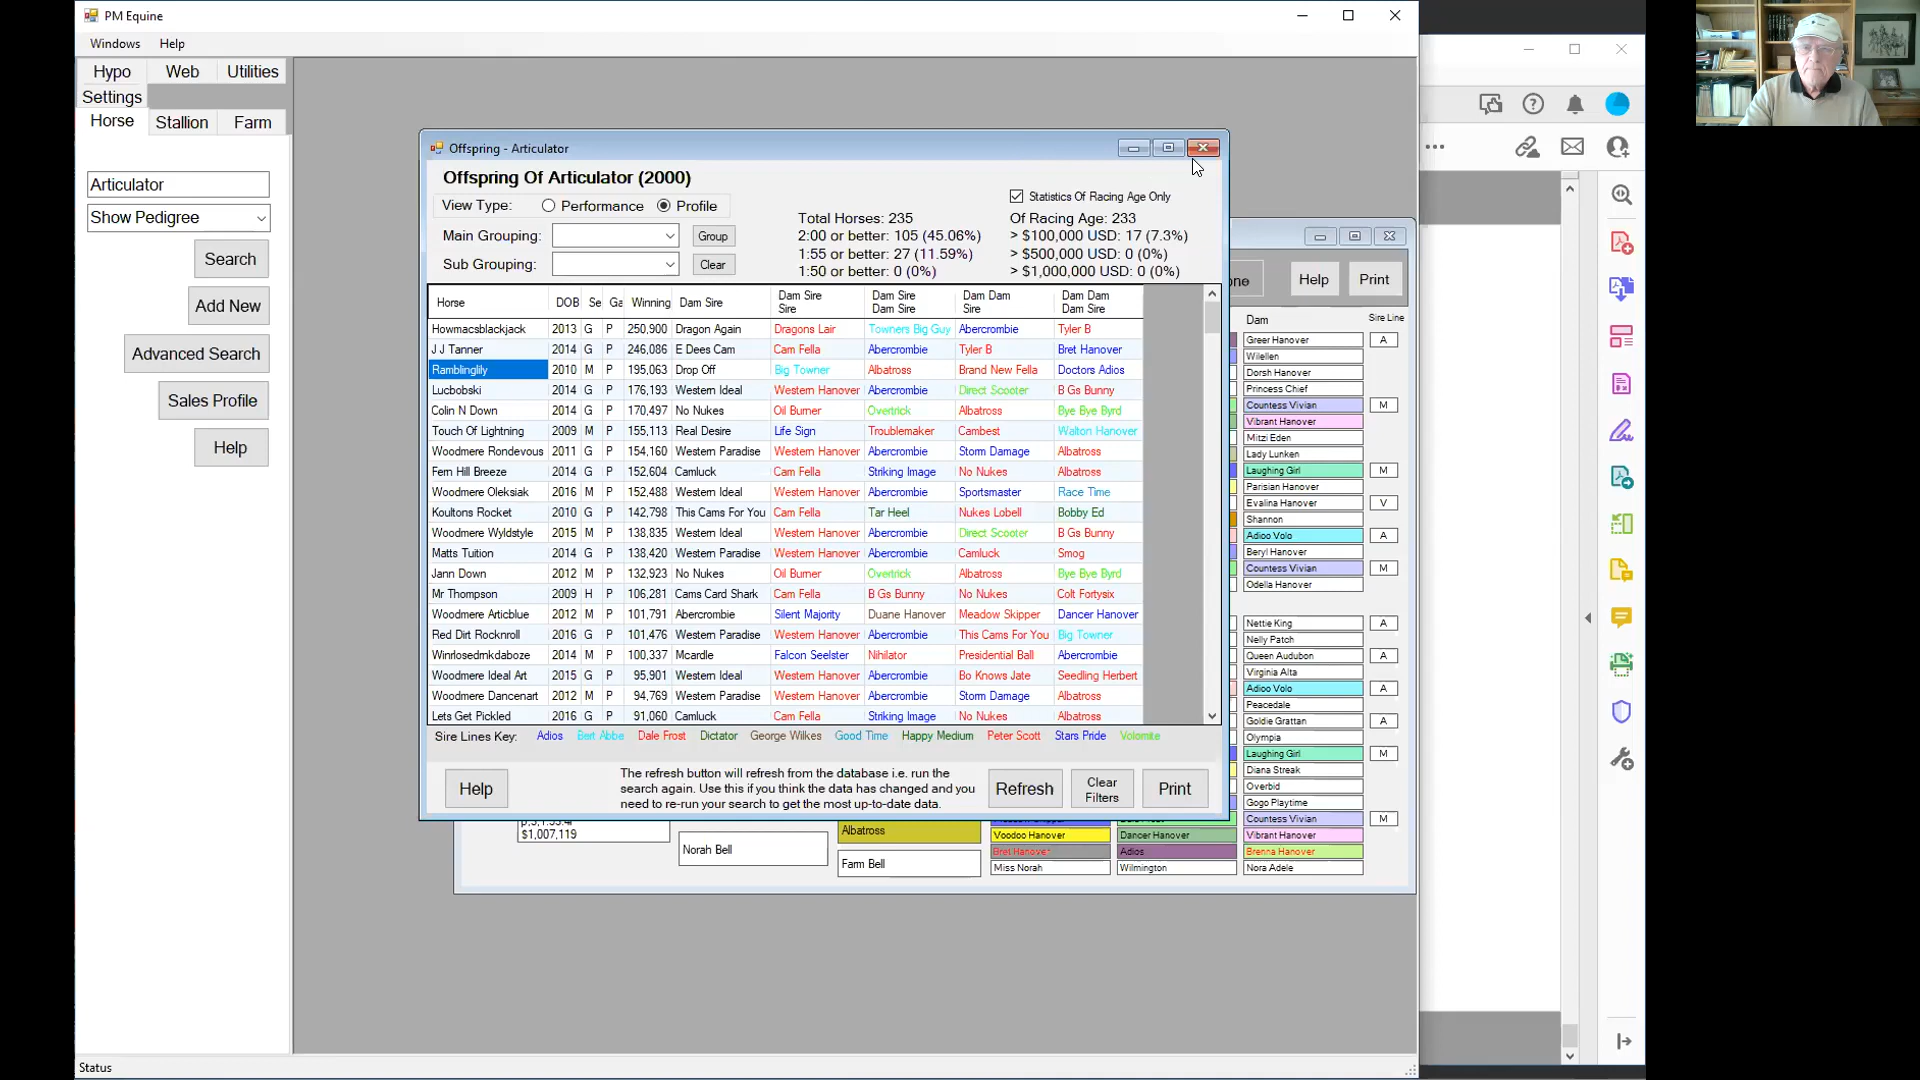 PM Equine
Windows Help
Hypo Web Utilities
Settings
Horse Stallion Farm
Articulator
Show Pedigree
Search
Add New
Advanced Search
Sales Profile
Help
Offspring - Articulator
Offspring Of Articulator (2000)
View Type: Performance Profile
Main Grouping: Group
Sub Grouping: Clear
Statistics Of Racing Age Only
Total Horses: 235 Of Racing Age: 233
2:00 or better: 105 (45.06%) > $100,000 USD: 17 (7.3%)
1:55 or better: 27 (11.59%) > $500,000 USD: 0 (0%)
1:50 or better: 0 (0%) > $1,000,000 USD: 0 (0%)
Horse DOB Se Ga Winning Dam Sire Dam Sire Sire Dam Sire Dam Sire Dam Dam Sire Dam Dam Dam Sire
Howmacsblackjack 2013 G P 250,900 Dragon Again Dragons Lair Towners Big Guy Abercrombie Tyler B
J J Tanner 2014 G P 246,086 E Dees Cam Cam Fella Abercrombie Tyler B Bret Hanover
Ramblinglily 2010 M P 195,063 Drop Off Big Towner Albatross Brand New Fella Doctors Adios
Lucbobski 2014 G P 176,193 Western Ideal Western Hanover Abercrombie Direct Scooter B Gs Bunny
Colin N Down 2014 G P 170,497 No Nukes Oil Burner Overtrick Albatross Bye Bye Byrd
Touch Of Lightning 2009 M P 155,113 Real Desire Life Sign Troublemaker Cambest Walton Hanover
Woodmere Rondevous 2011 G P 154,160 Western Paradise Western Hanover Abercrombie Storm Damage Albatross
Fern Hill Breeze 2014 G P 152,604 Camluck Cam Fella Striking Image No Nukes Albatross
Woodmere Oleksiak 2016 M P 152,488 Western Ideal Western Hanover Abercrombie Sportsmaster Race Time
Koultons Rocket 2010 G P 142,798 This Cams For You Cam Fella Tar Heel Nukes Lobell Bobby Ed
Woodmere Wyldstyle 2015 M P 138,835 Western Ideal Western Hanover Abercrombie Direct Scooter B Gs Bunny
Matts Tuition 2014 G P 138,420 Western Paradise Western Hanover Abercrombie Camluck Smog
Jann Down 2012 M P 132,923 No Nukes Oil Burner Overtrick Albatross Bye Bye Byrd
Mr Thompson 2009 H P 106,281 Cams Card Shark Cam Fella B Gs Bunny No Nukes Colt Fortysix
Woodmere Articblue 2012 M P 101,791 Abercrombie Silent Majority Duane Hanover Meadow Skipper Dancer Hanover
Red Dirt Rocknroll 2016 G P 101,476 Western Paradise Western Hanover Abercrombie This Cams For You Big Towner
Winrlosedrnkdaboze 2014 M P 100,337 Mcardle Falcon Seelster Nihilator Presidential Ball Abercrombie
Woodmere Ideal Art 2015 G P 95,901 Western Ideal Western Hanover Abercrombie Bo Knows Jate Seedling Herbert
Woodmere Dancenart 2012 M P 94,769 Western Paradise Western Hanover Abercrombie Storm Damage Albatross
Lets Get Pickled 2016 G P 91,060 Camluck Cam Fella Striking Image No Nukes Albatross
Sire Lines Key: Adios Bert Abbe Dale Frost Dictator George Wilkes Good Time Happy Medium Peter Scott Stars Pride Volomite
Help
The refresh button will refresh from the database i.e. run the
search again. Use this if you think the data has changed and you
need to re-run your search to get the most up-to-date data.
Refresh
Clear Filters
Print
one Help Print
Dam Sire Line
Greer Hanover A
Wilellen
Dorsh Hanover
Princess Chief
Countess Vivian M
Vibrant Hanover
Mitzi Eden
Lady Lunken
Laughing Girl M
Parisian Hanover
Evalina Hanover V
Shannon
Adioo Volo A
Beryl Hanover
Countess Vivian M
Odella Hanover
Nettie King A
Nelly Patch
Queen Audubon A
Virginia Alta
Adioo Volo A
Peacedale
Goldie Grattan A
Olympia
Laughing Girl M
Diana Streak
Overbid
Gogo Playtime
Countess Vivian M
$1,007,119
Norah Bell
Albatross
Farm Bell
Voodoo Hanover Dancer Hanover Vibrant Hanover
Bret Hanover* Adios Brenna Hanover
Miss Norah Wilmington Nora Adele
Status